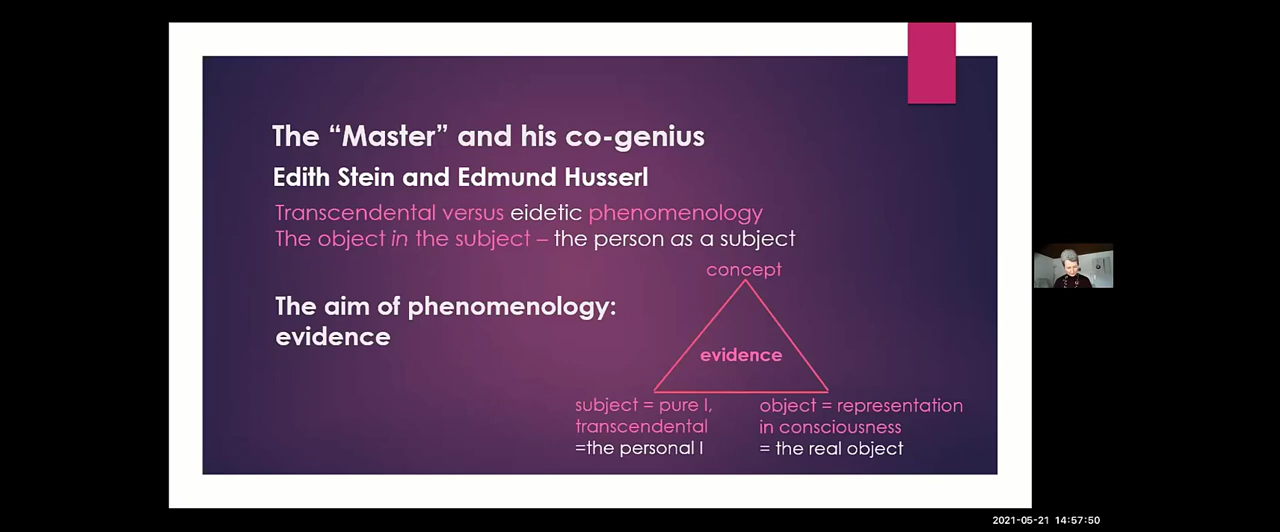 The “Master” and his co-genius
Edith Stein and Edmund Husserl
Transcendental versus eidetic phenomenology
The object in the subject – the person as a subject
concept
The aim of phenomenology:
evidence
evidence
subject = pure I,
transcendental
=the personal I
object = representation
in consciousness
= the real object
2021-05-21 14:57:50